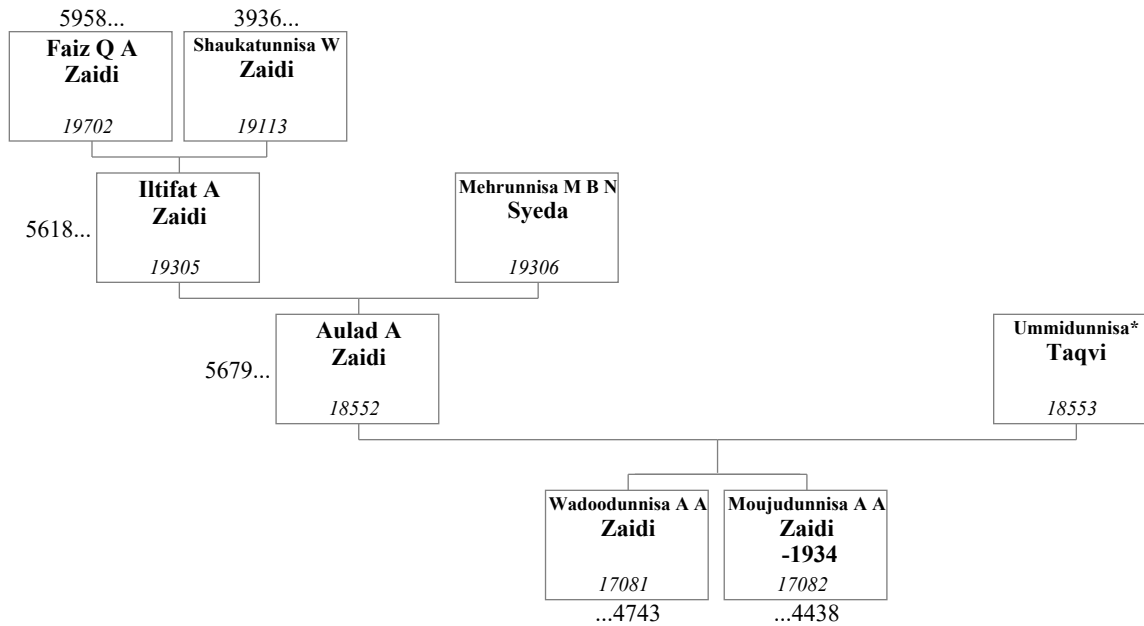 5958...
3936...
Faiz Q A
Zaidi
19702
Shaukatunnisa W
Zaidi
19113
5618...
Iltifat A
Zaidi
19305
Mehrunnisa M B N
Syeda
19306
5679...
Aulad A
Zaidi
18552
Ummidunnisa*
Taqvi
18553
Wadoodunnisa A A
Zaidi
17081
Moujudunnisa A A
Zaidi
-1934
17082
...4743
...4438